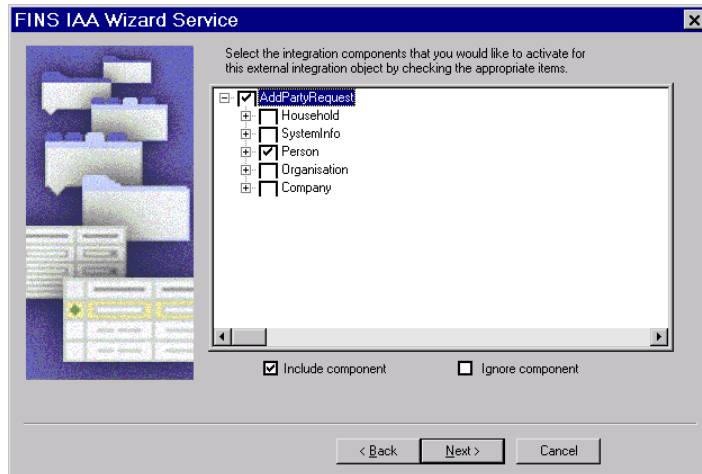 FINS IAA Wizard Service
Select the integration components that you would like to activate for
this external integration object by checking the appropriate items.
AddPartyRequest
Household
SystemInfo
Person
Organisation
Company
Include component
Ignore component
< Back
Next >
Cancel